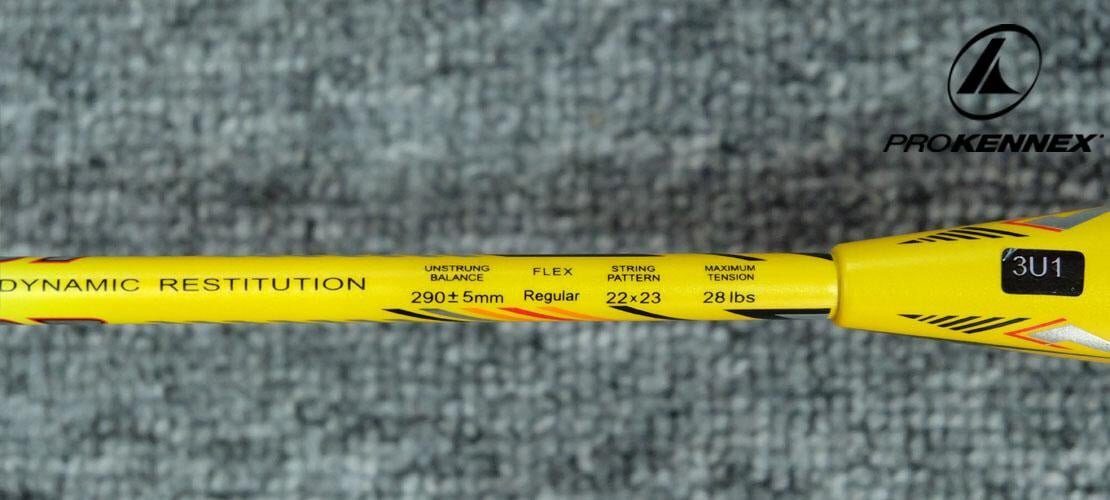 PROKENNEX
DYNAMIC RESTITUTION
UNSTRUNG
BALANCE
290±5mm
FLEX
Regular
STRING
PATTERN
22×23
MAXIMUM
TENSION
28 lbs
3U1